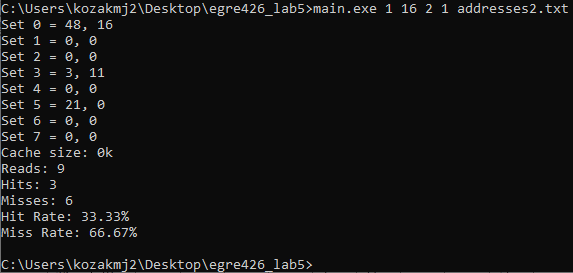 C:\Users\kozakmj2\Desktop\egre426_lab5>main.exe 1 16 2 1 addresses2.txt
Set 0 = 48, 16
Set 1 = 0, 0
Set 2 = 0, 0
Set 3 = 3, 11
Set 4 = 0, 0
Set 5 = 21, 0
Set 6 = 0, 0
Set 7 = 0, 0
Cache size: 0k
Reads: 9
Hits: 3
Misses: 6
Hit Rate: 33.33%
Miss Rate: 66.67%
C:\Users\kozakmj2\Desktop\egre426_lab5>